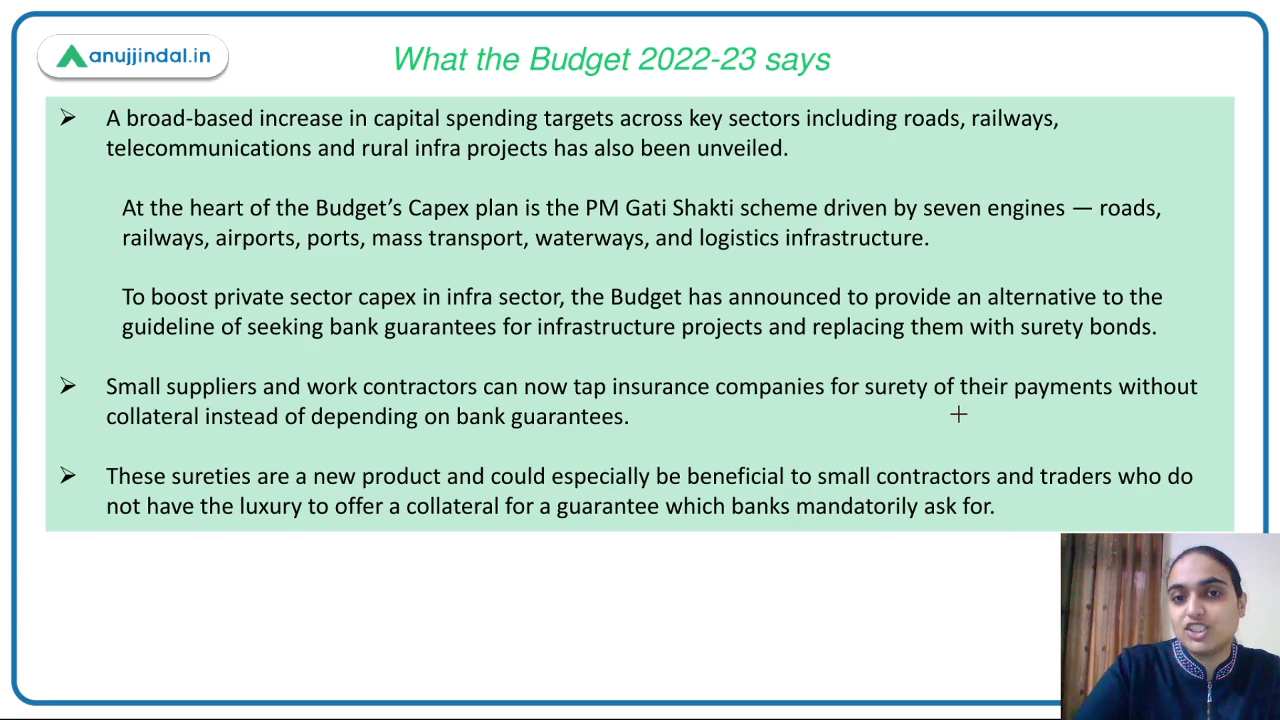 anujjindal.in
What the Budget 2022-23 says
A broad-based increase in capital spending targets across key sectors including roads, railways,
telecommunications and rural infra projects has also been unveiled.
At the heart of the Budget’s Capex plan is the PM Gati Shakti scheme driven by seven engines — roads,
railways, airports, ports, mass transport, waterways, and logistics infrastructure.
To boost private sector capex in infra sector, the Budget has announced to provide an alternative to the
guideline of seeking bank guarantees for infrastructure projects and replacing them with surety bonds.
Small suppliers and work contractors can now tap insurance companies for surety of their payments without
collateral instead of depending on bank guarantees.
These sureties are a new product and could especially be beneficial to small contractors and traders who do
not have the luxury to offer a collateral for a guarantee which banks mandatorily ask for.